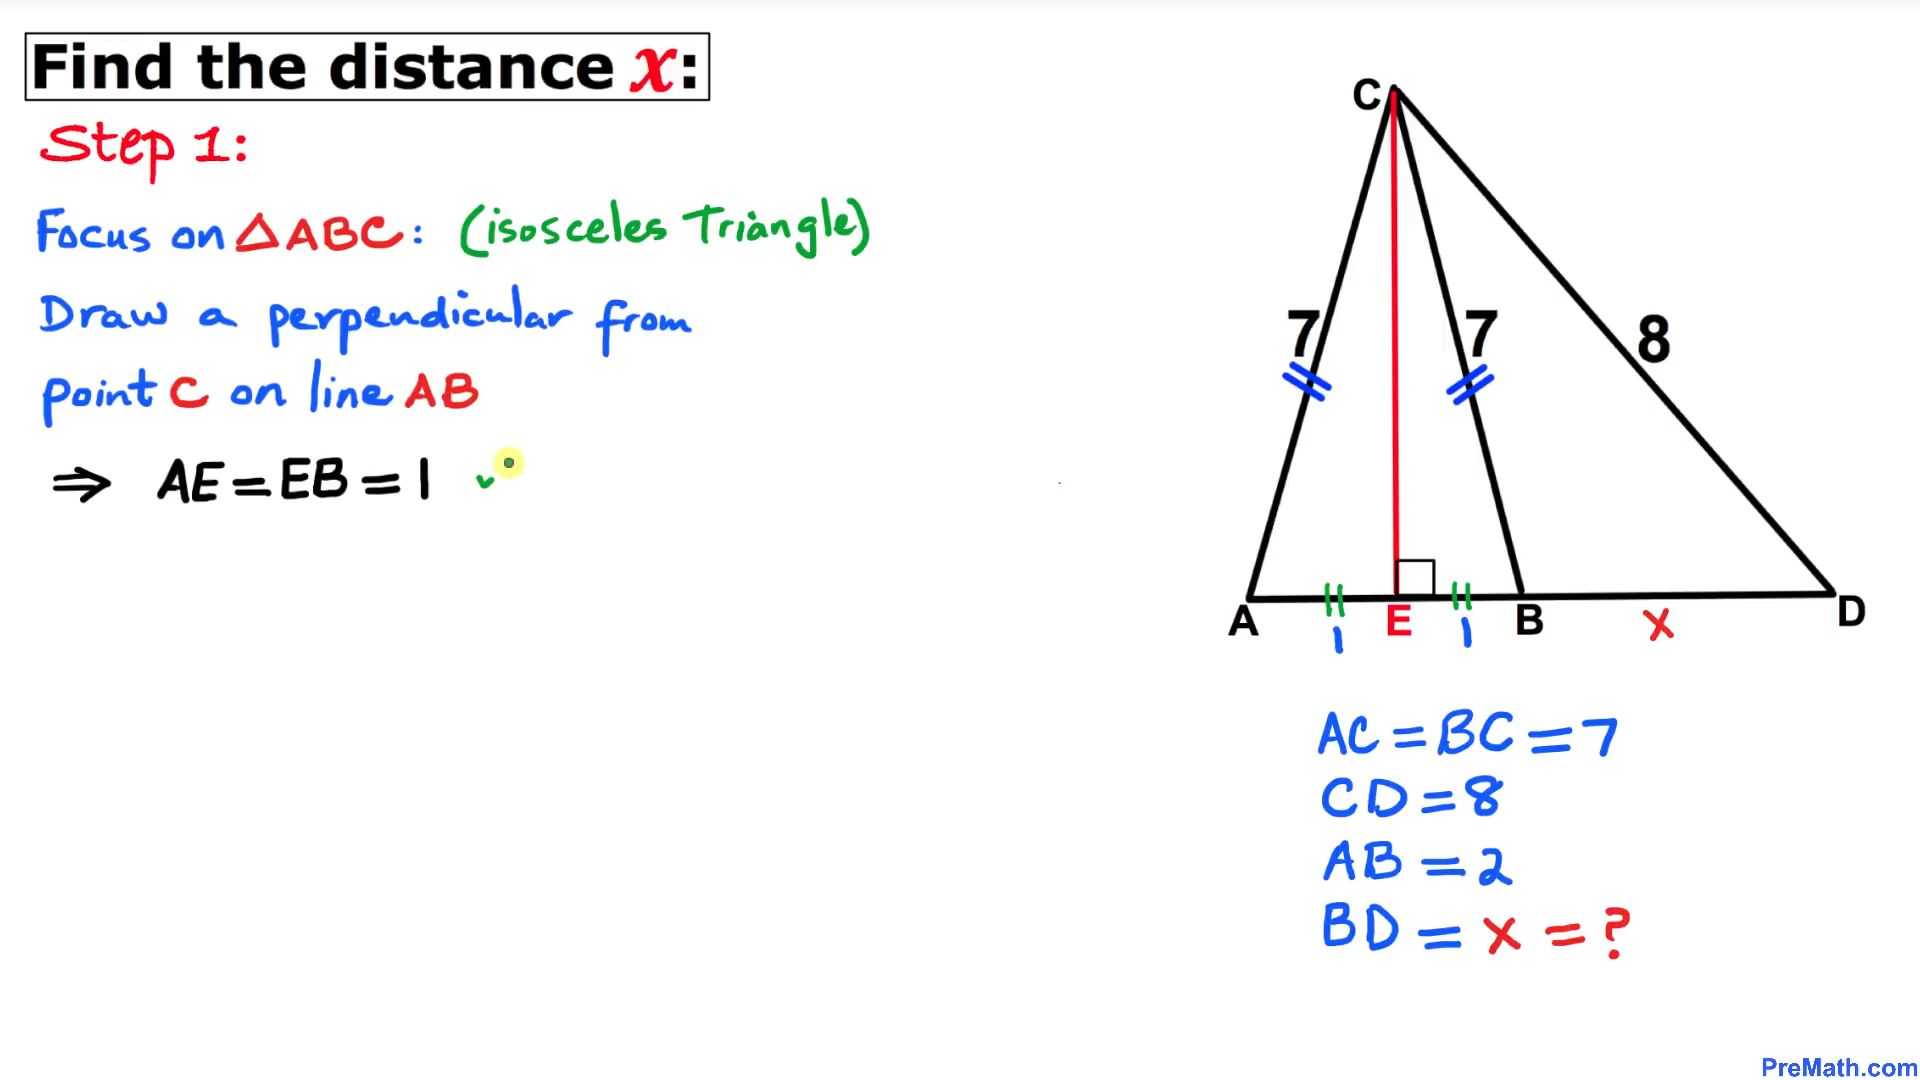 Find the distance x:
Step 1:
Focus on △ABC: (isosceles Triangle)
Draw a perpendicular from
point C on line AB
⇒ AE = EB = 1
C
7
7
8
A
E
B
D
1
1
x
AC = BC = 7
CD = 8
AB = 2
BD = x = ?
PreMath.com